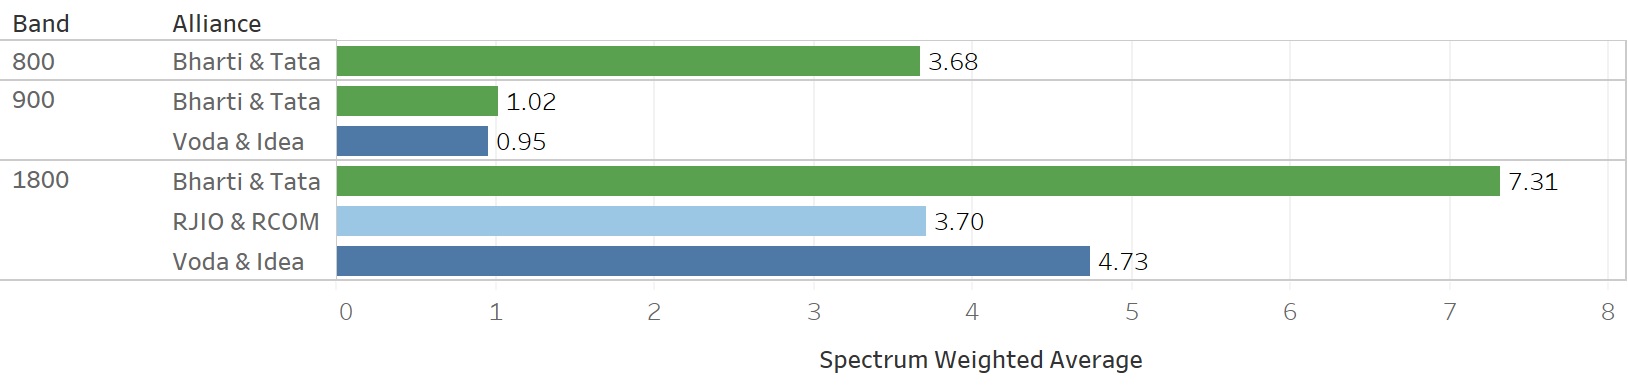 Band Alliance
800 Bharti & Tata 3.68
900 Bharti & Tata 1.02
Voda & Idea 0.95
1800 Bharti & Tata 7.31
RJIO & RCOM 3.70
Voda & Idea 4.73
0 1 2 3 4 5 6 7 8
Spectrum Weighted Average